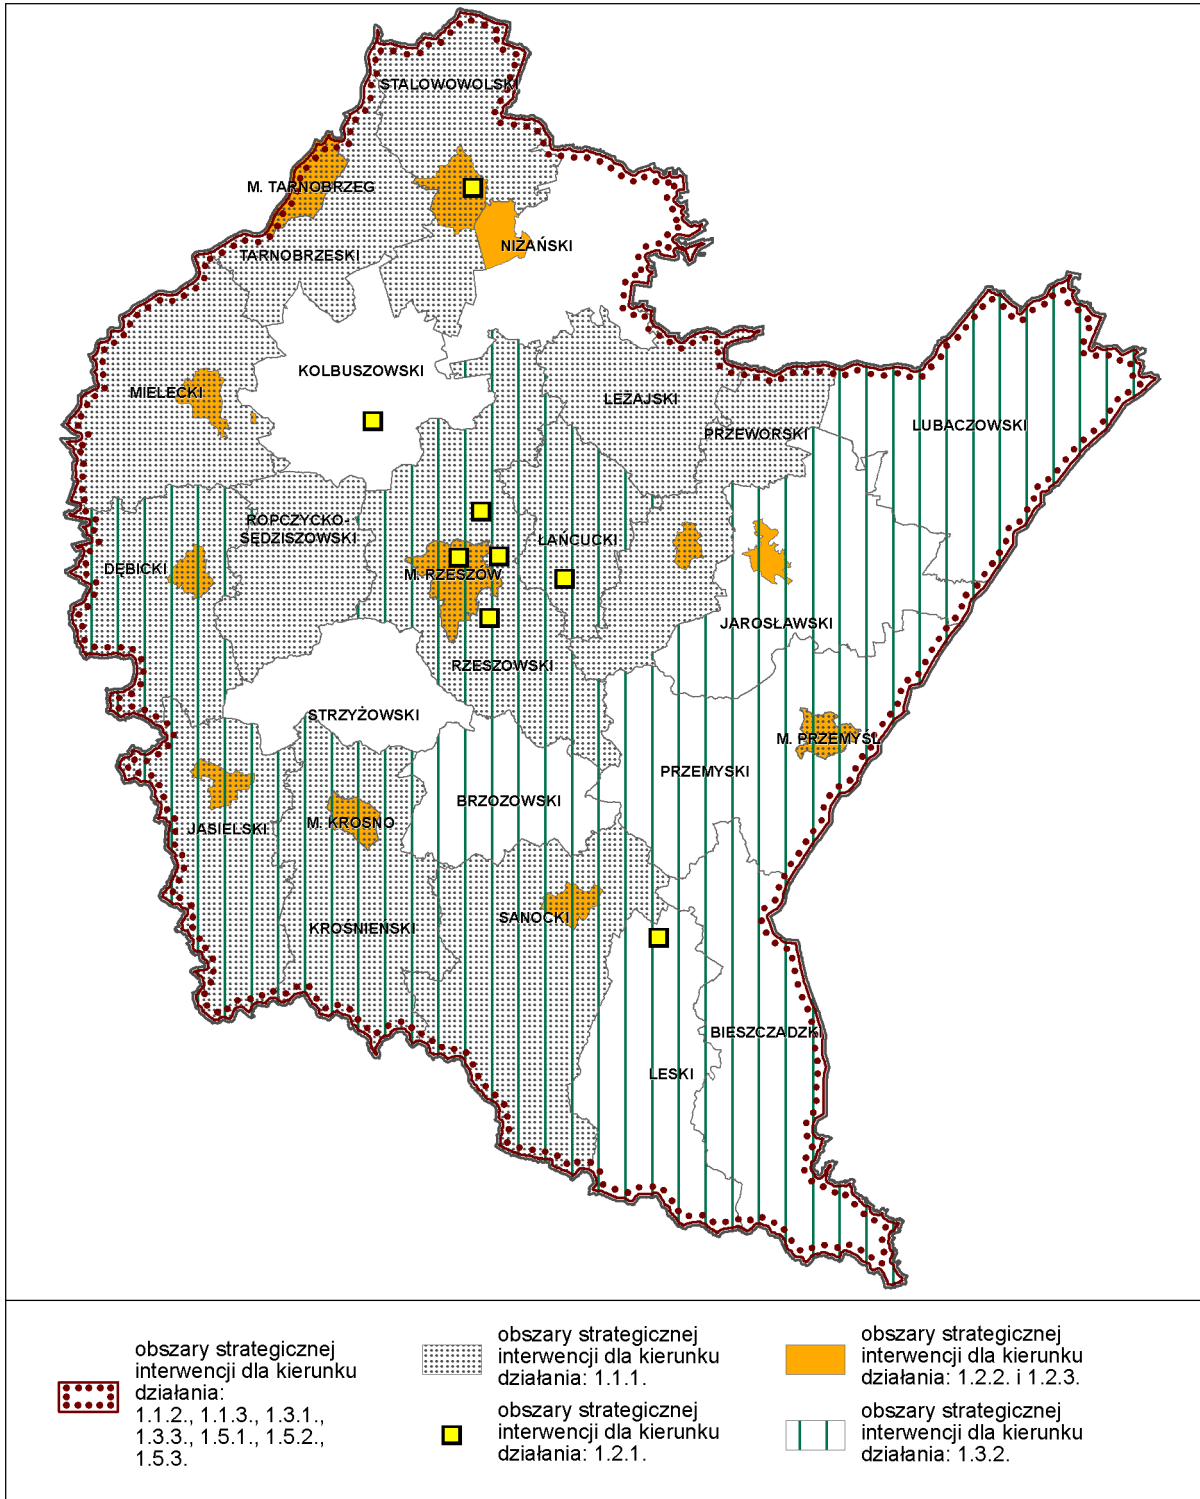 STALOWOWOLSKI
M. TARNOBRZEG
NIŻAŃSKI
TARNOBRZESKI
KOLBUSZOWSKI
MIELECKI
LEŻAJSKI
PRZEWORSKI
LUBACZOWSKI
ROPCZYCKO-
SĘDZISZOWSKI
ŁAŃCUCKI
DĘBICKI
M. RZESZÓW
JAROSŁAWSKI
RZESZOWSKI
STRZYŻOWSKI
M. PRZEMYŚL
PRZEMYSKI
BRZOZOWSKI
JASIELSKI
M. KROSNO
SANOCKI
KROŚNIEŃSKI
BIESZCZADZKI
LESKI
obszary strategicznej
interwencji dla kierunku
działania:
1.1.2., 1.1.3., 1.3.1.,
1.3.3., 1.5.1., 1.5.2.,
1.5.3.
obszary strategicznej
interwencji dla kierunku
działania: 1.1.1.
obszary strategicznej
interwencji dla kierunku
działania: 1.2.1.
obszary strategicznej
interwencji dla kierunku
działania: 1.2.2. i 1.2.3.
obszary strategicznej
interwencji dla kierunku
działania: 1.3.2.